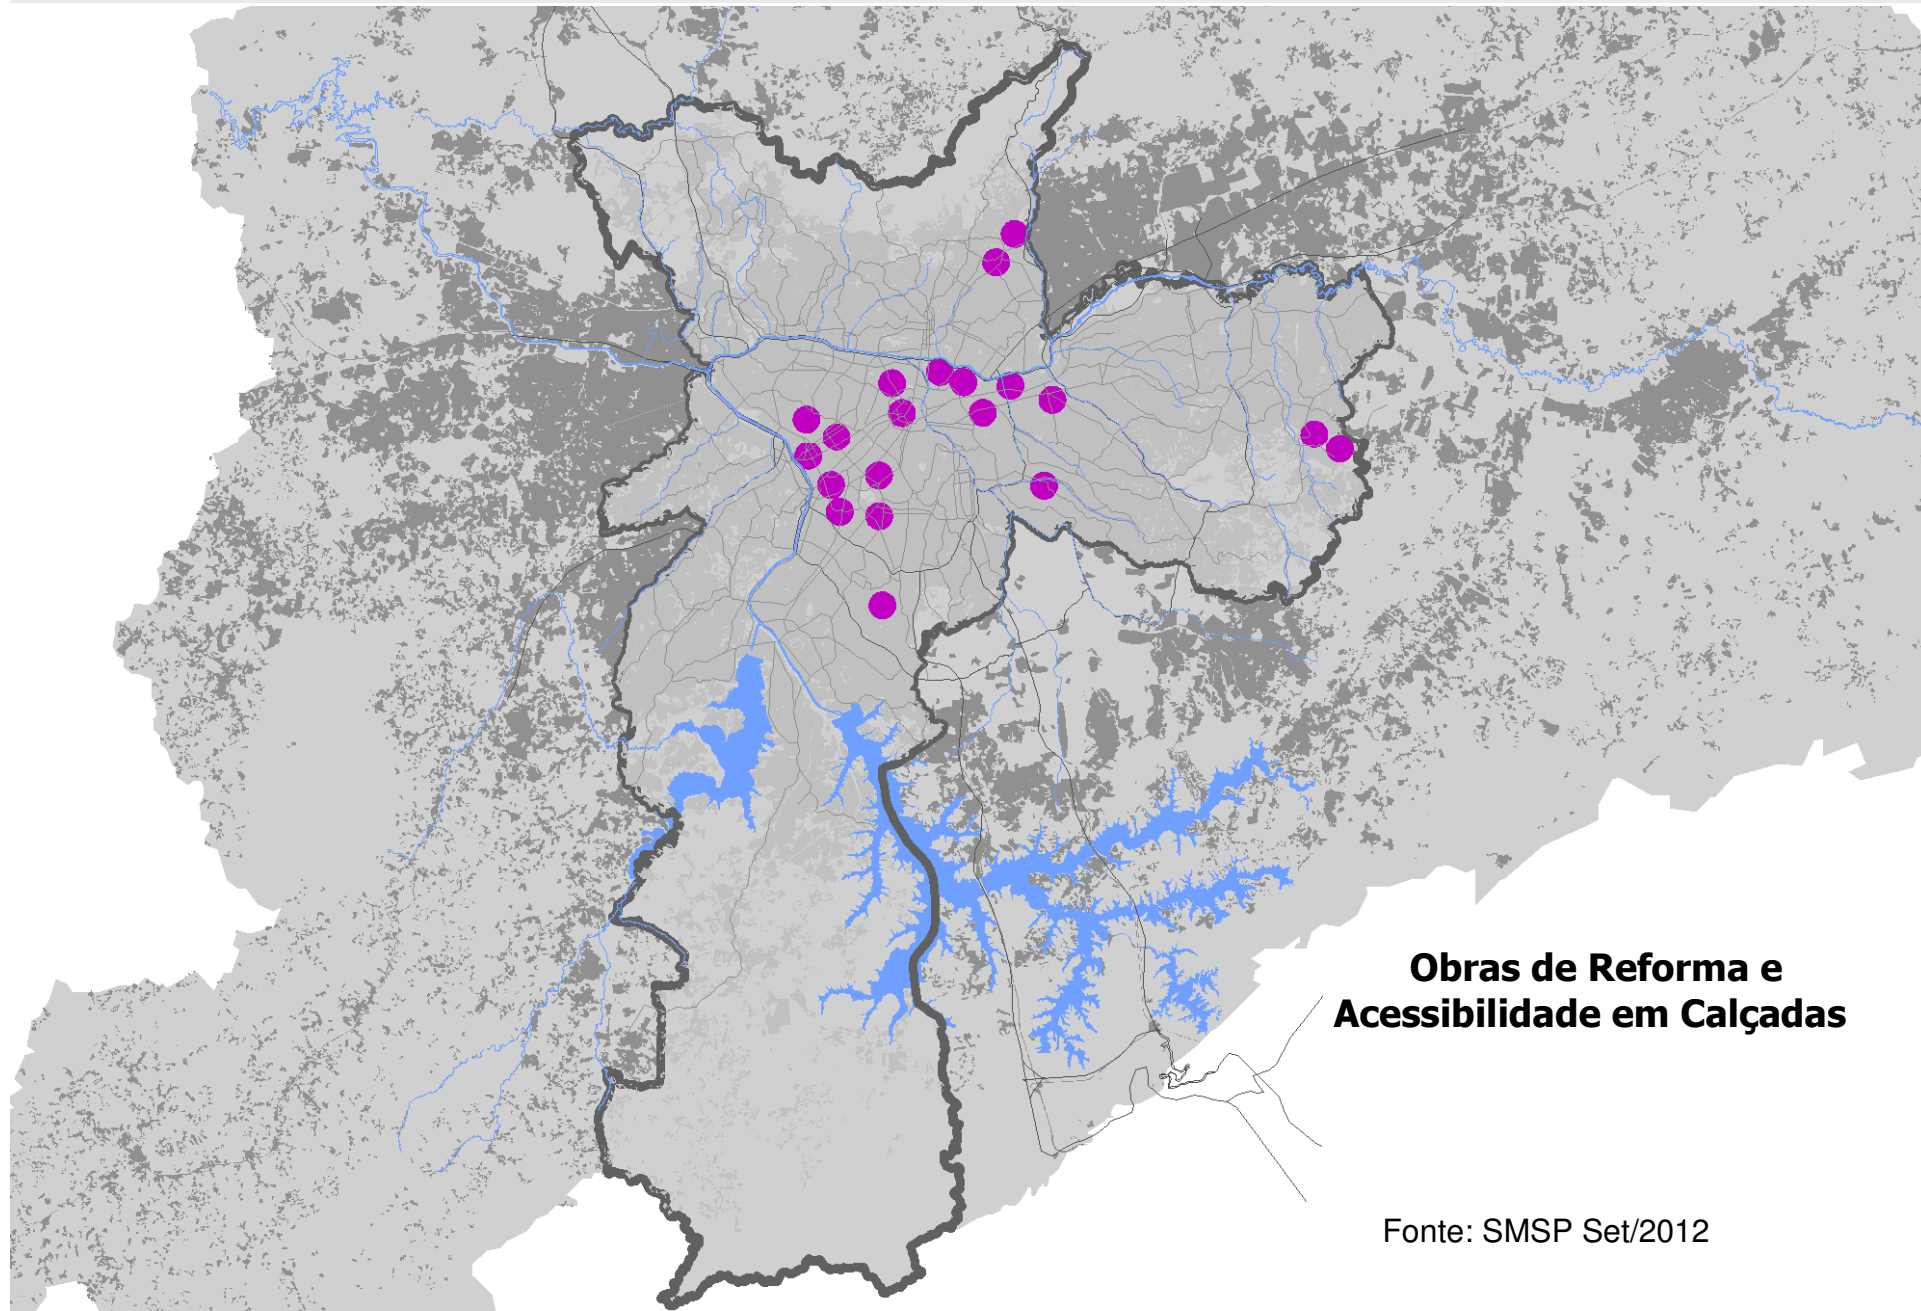 Obras de Reforma e
Acessibilidade em Calçadas
Fonte: SMSP Set/2012